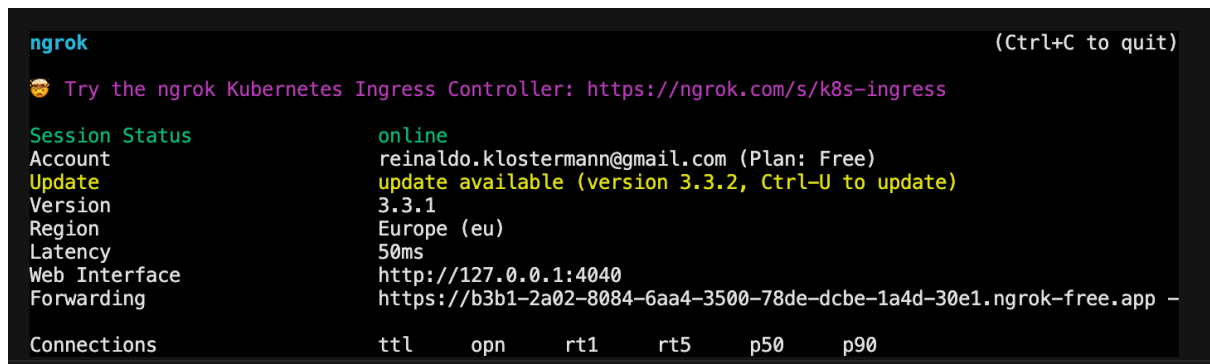 ngrok (Ctrl+C to quit)
🤯 Try the ngrok Kubernetes Ingress Controller: https://ngrok.com/s/k8s-ingress
Session Status online
Account reinaldo.klostermann@gmail.com (Plan: Free)
Update update available (version 3.3.2, Ctrl-U to update)
Version 3.3.1
Region Europe (eu)
Latency 50ms
Web Interface http://127.0.0.1:4040
Forwarding https://b3b1-2a02-8084-6aa4-3500-78de-dcbe-1a4d-30e1.ngrok-free.app -
Connections ttl opn rt1 rt5 p50 p90